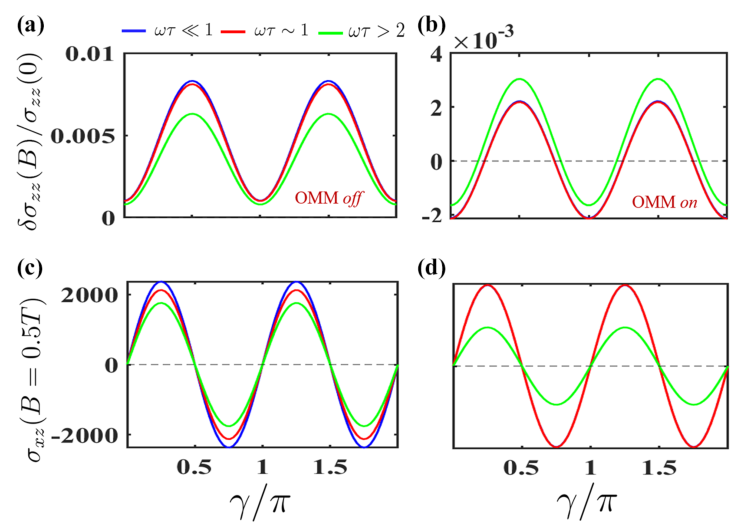 (a)
ωτ ≪ 1
ωτ ∼ 1
ωτ > 2
(b)
×10⁻³
δσzz(B)/σzz(0)
0.01
0.005
0
OMM off
4
2
0
-2
OMM on
(c)
(d)
σxz(B = 0.5T)
2000
0
-2000
0.5
1
1.5
γ/π
0.5
1
1.5
γ/π